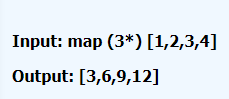 Input: map (3*) [1,2,3,4]
Output: [3,6,9,12]